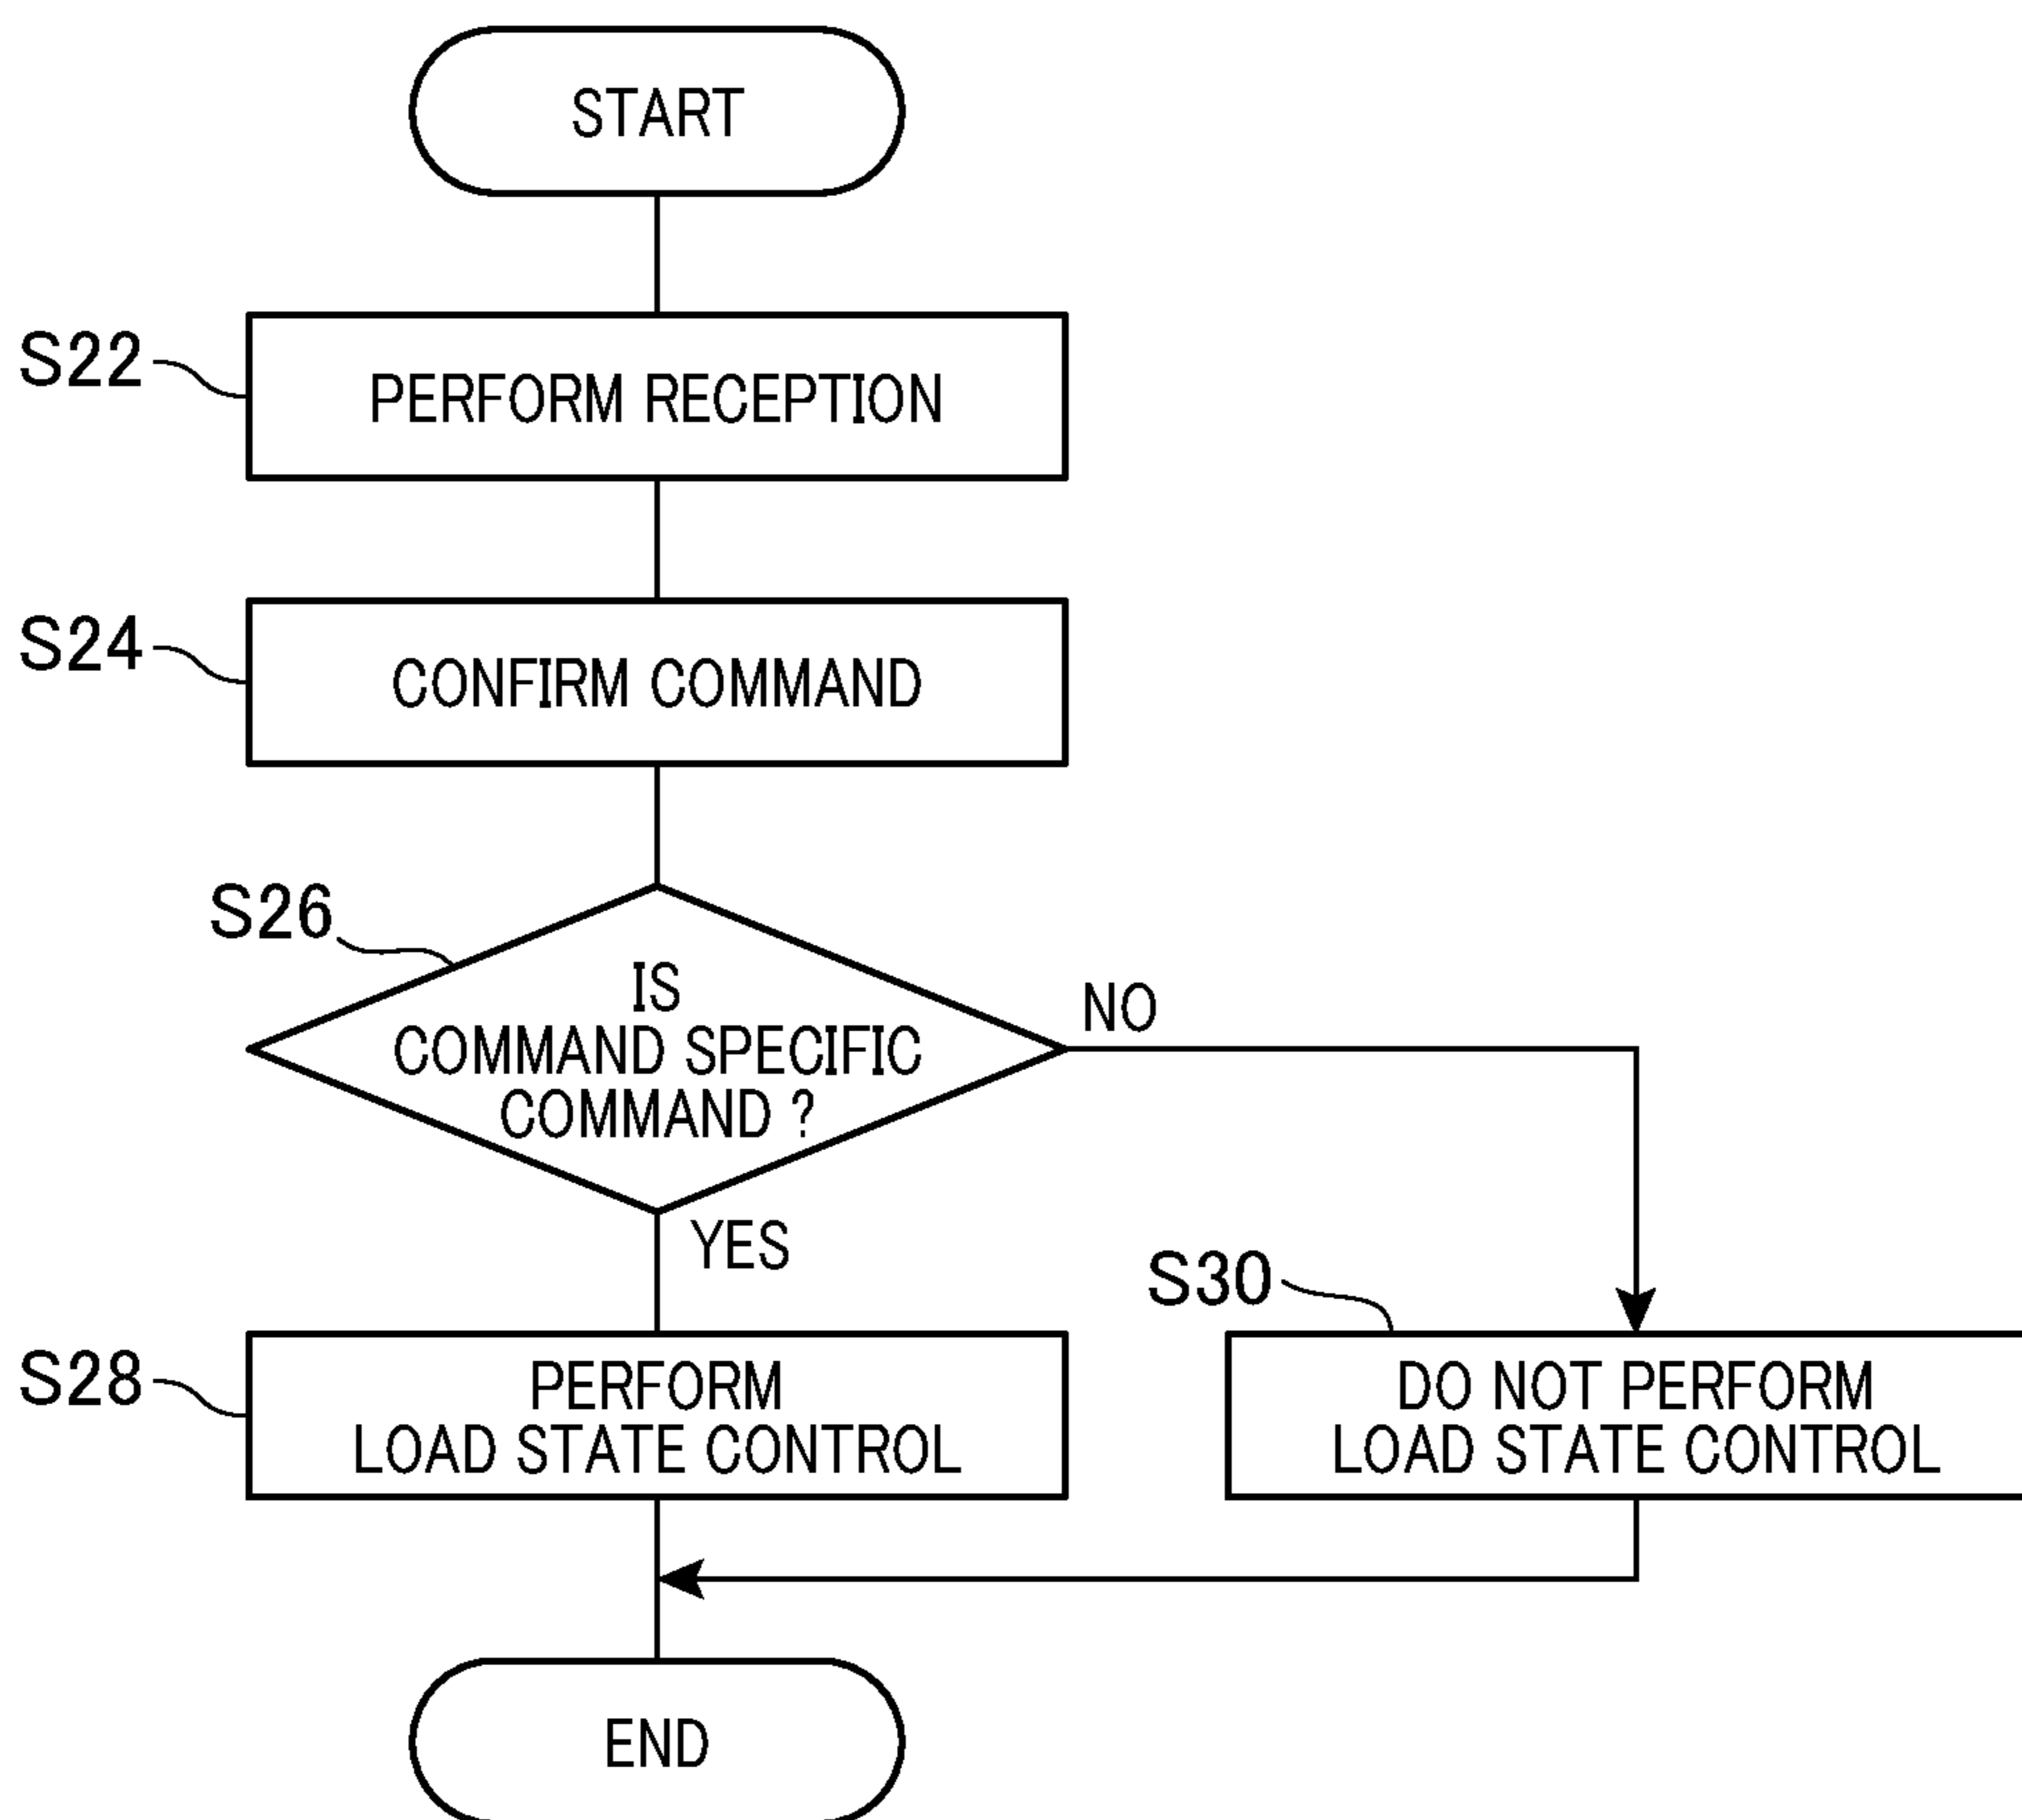 START
S22
PERFORM RECEPTION
S24
CONFIRM COMMAND
S26
IS
COMMAND SPECIFIC
COMMAND ?
NO
YES
S28
PERFORM
LOAD STATE CONTROL
S30
DO NOT PERFORM
LOAD STATE CONTROL
END